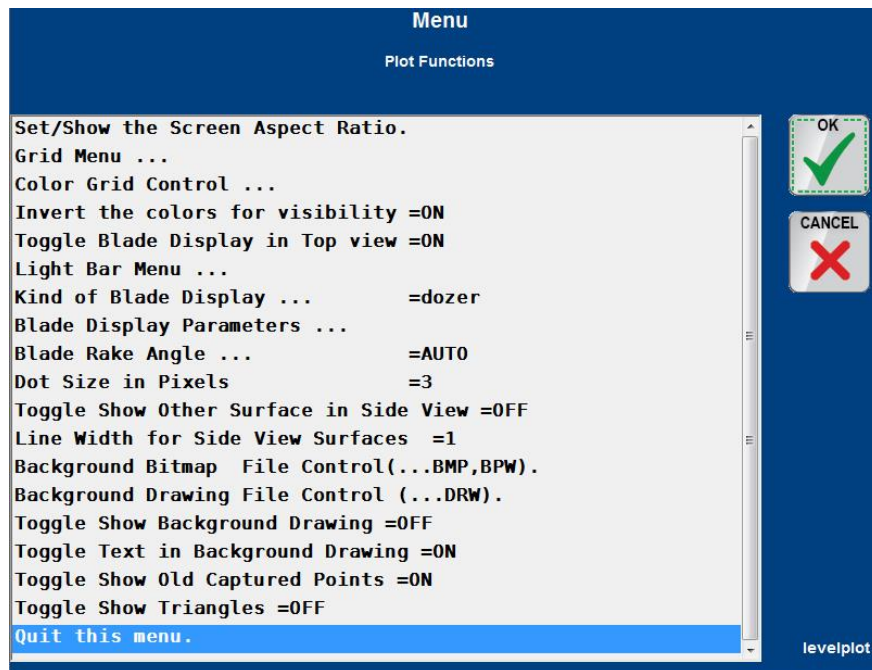 Menu
Plot Functions
Set/Show the Screen Aspect Ratio.
Grid Menu ...
Color Grid Control ...
Invert the colors for visibility =ON
Toggle Blade Display in Top view =ON
Light Bar Menu ...
Kind of Blade Display ... =dozer
Blade Display Parameters ...
Blade Rake Angle ... =AUTO
Dot Size in Pixels =3
Toggle Show Other Surface in Side View =OFF
Line Width for Side View Surfaces =1
Background Bitmap File Control(...BMP,BPW).
Background Drawing File Control (...DRW).
Toggle Show Background Drawing =OFF
Toggle Text in Background Drawing =ON
Toggle Show Old Captured Points =ON
Toggle Show Triangles =OFF
Quit this menu.
OK
CANCEL
levelplot